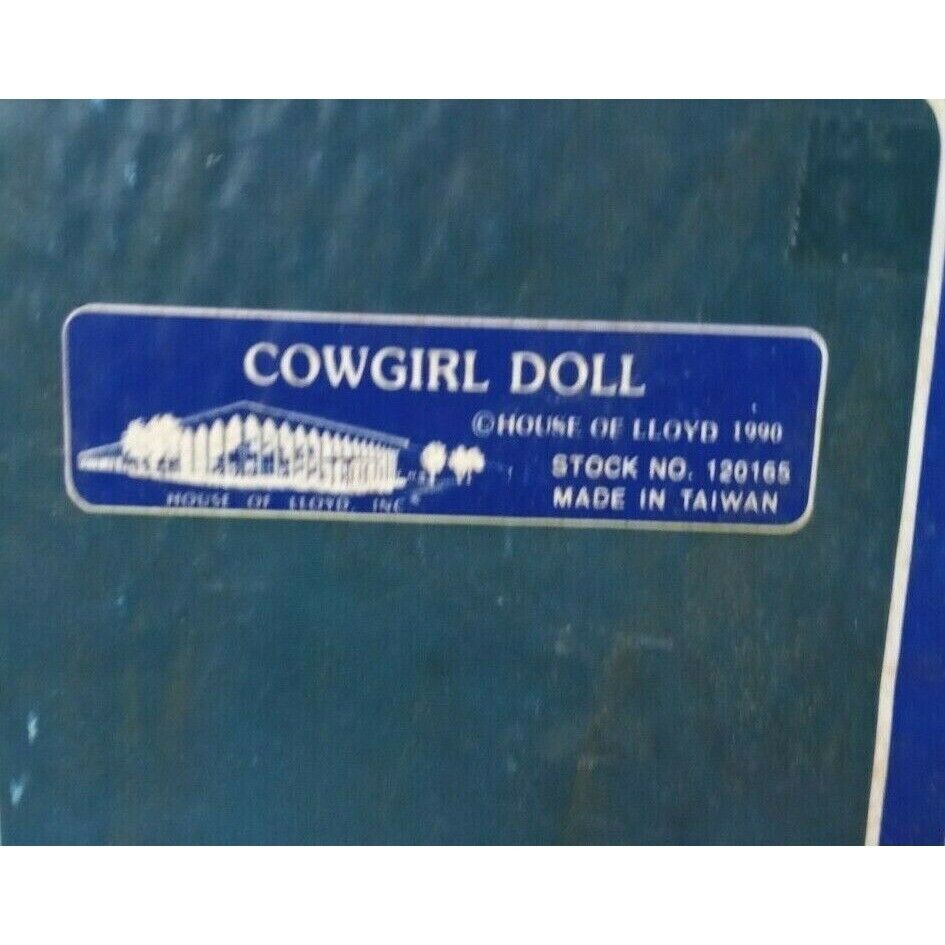 COWGIRL DOLL
©HOUSE OF LLOYD 1990
STOCK NO. 120165
MADE IN TAIWAN
HOUSE OF LLOYD, INC®